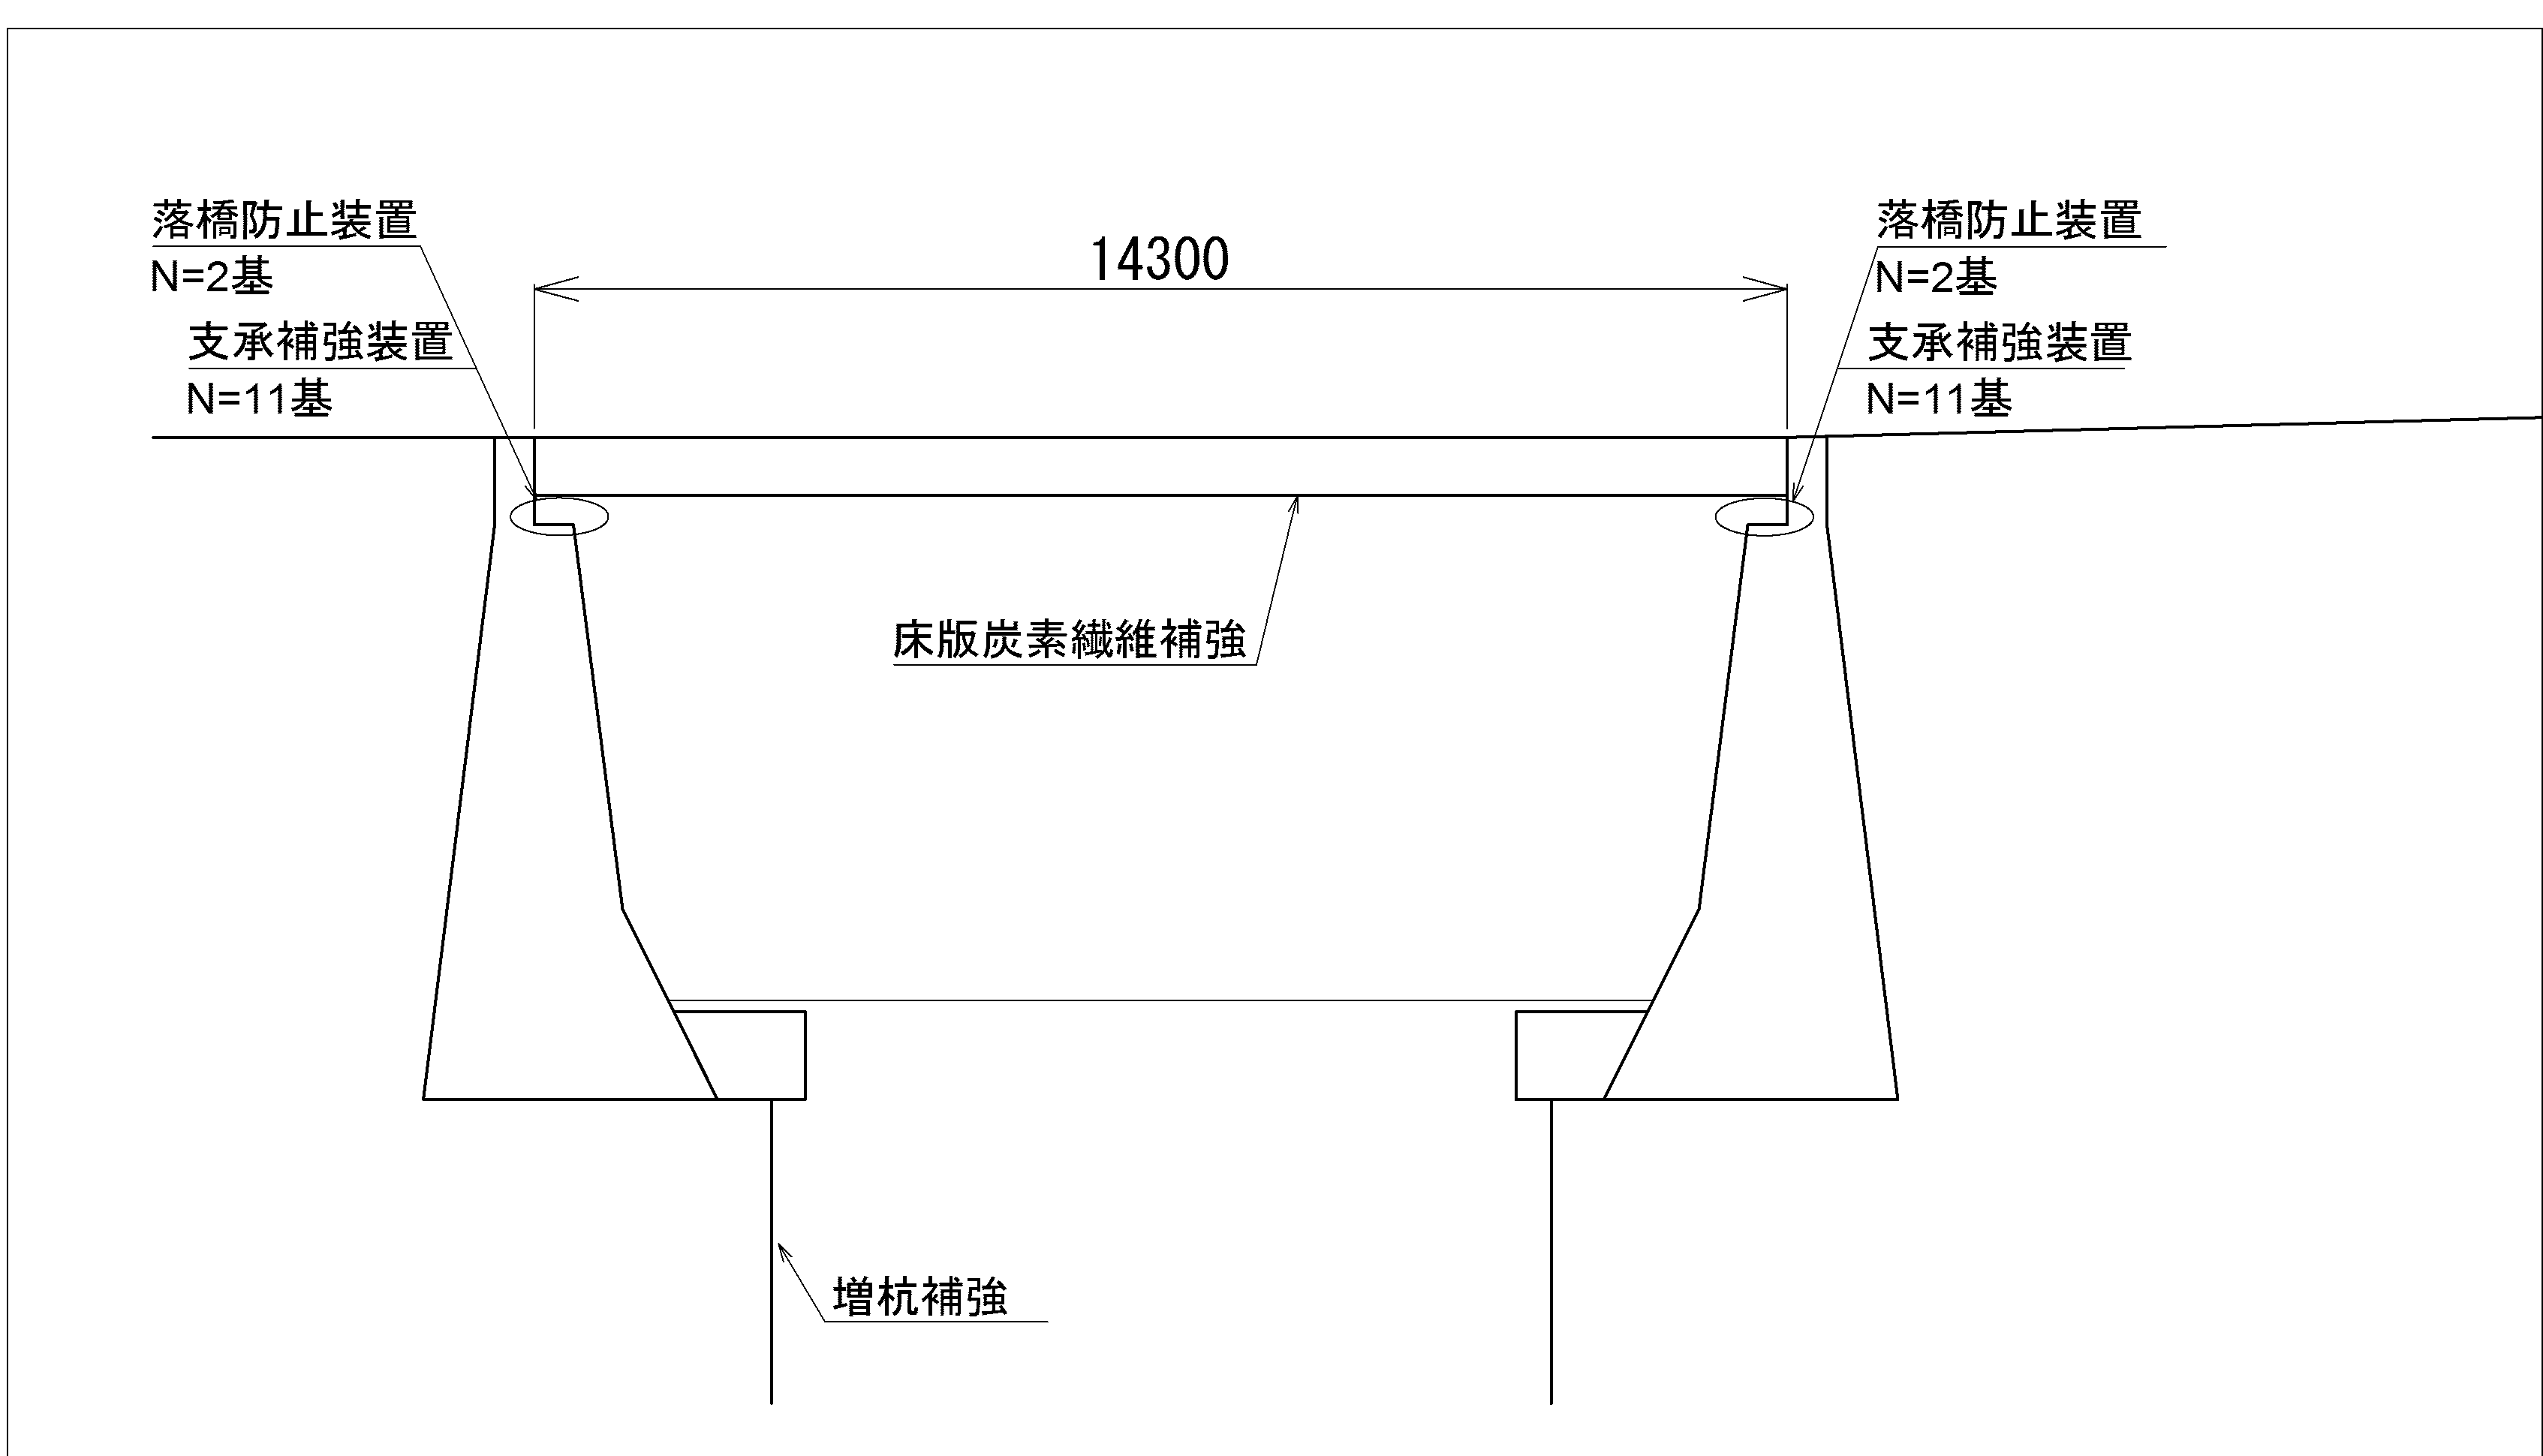 落橋防止装置
N=2基
支承補強装置
N=11基
14300
落橋防止装置
N=2基
支承補強装置
N=11基
床版炭素繊維補強
増杭補強